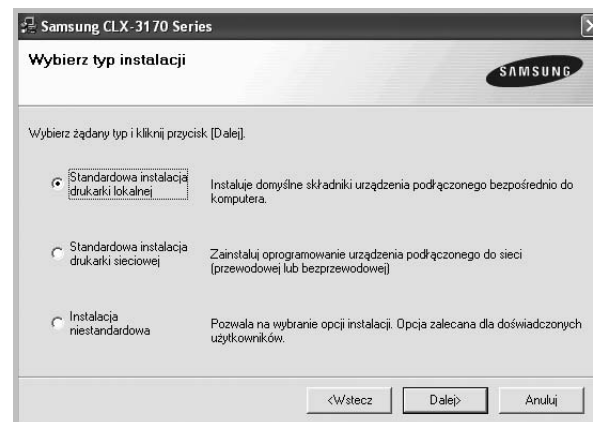 Samsung CLX-3170 Series
Wybierz typ instalacji
SAMSUNG
Wybierz żądany typ i kliknij przycisk [Dalej].
Standardowa instalacja
drukarki lokalnej
Instaluje domyślne składniki urządzenia podłączonego bezpośrednio do
komputera.
Standardowa instalacja
drukarki sieciowej
Zainstaluj oprogramowanie urządzenia podłączonego do sieci
(przewodowej lub bezprzewodowej)
Instalacja
niestandardowa
Pozwala na wybranie opcji instalacji. Opcja zalecana dla doświadczonych
użytkowników.
<Wstecz
Dalej>
Anuluj